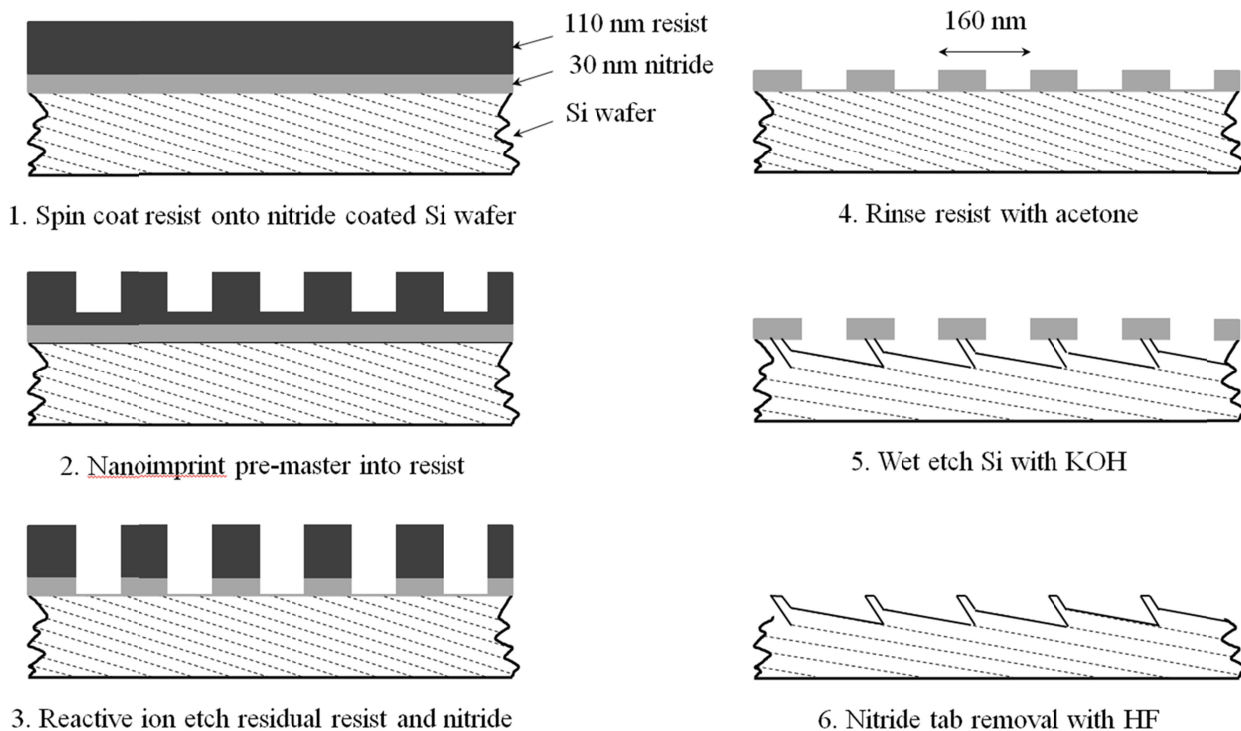 110 nm resist
30 nm nitride
Si wafer
1. Spin coat resist onto nitride coated Si wafer
2. Nanoimprint pre-master into resist
3. Reactive ion etch residual resist and nitride
160 nm
4. Rinse resist with acetone
5. Wet etch Si with KOH
6. Nitride tab removal with HF